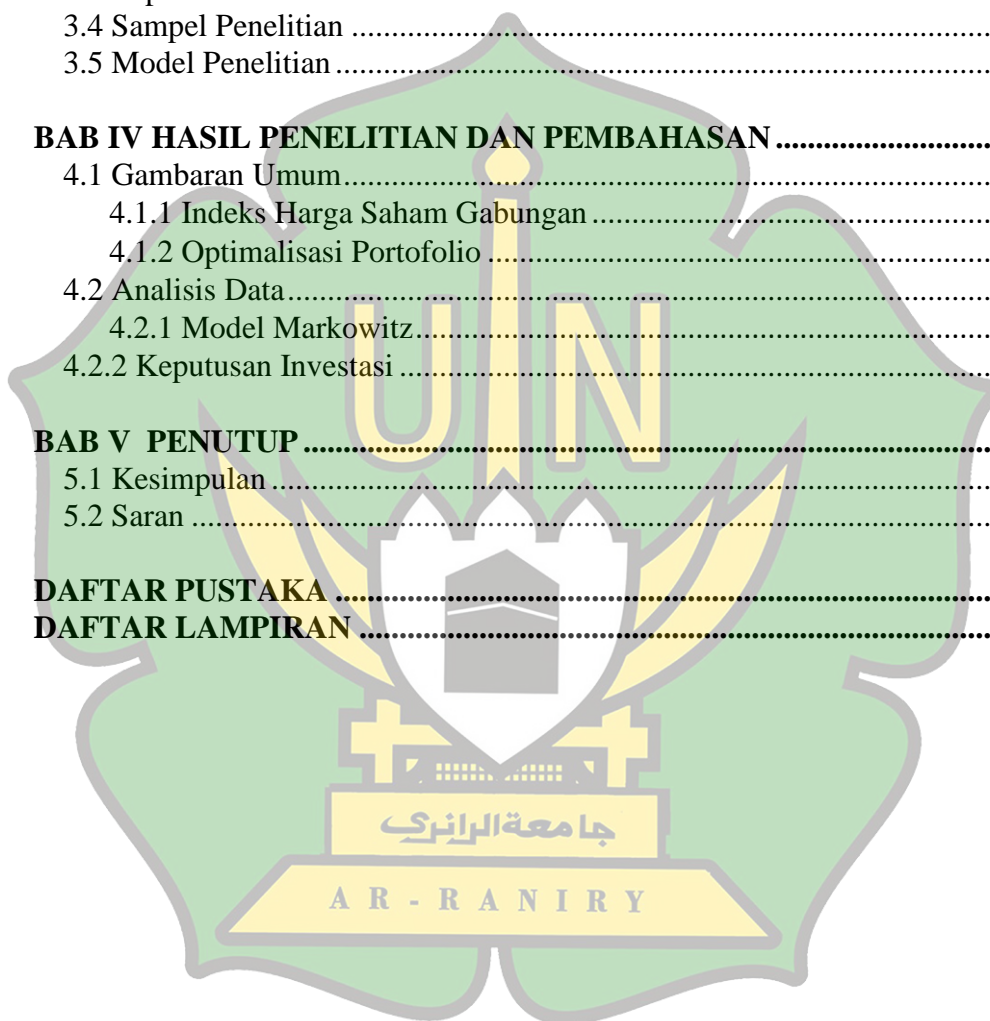 3.4 Sampel Penelitian ................................................................................
3.5 Model Penelitian ..................................................................................
BAB IV HASIL PENELITIAN DAN PEMBAHASAN ...........................
4.1 Gambaran Umum.................................................................................
4.1.1 Indeks Harga Saham Gabungan ..................................................
4.1.2 Optimalisasi Portofolio ...............................................................
4.2 Analisis Data........................................................................................
4.2.1 Model Markowitz........................................................................
4.2.2 Keputusan Investasi ..........................................................................
BAB V  PENUTUP ......................................................................................
5.1 Kesimpulan ..........................................................................................
5.2 Saran ....................................................................................................
DAFTAR PUSTAKA ..................................................................................
DAFTAR LAMPIRAN ...............................................................................
UIN
جامعةالرانري
AR-RANIRY